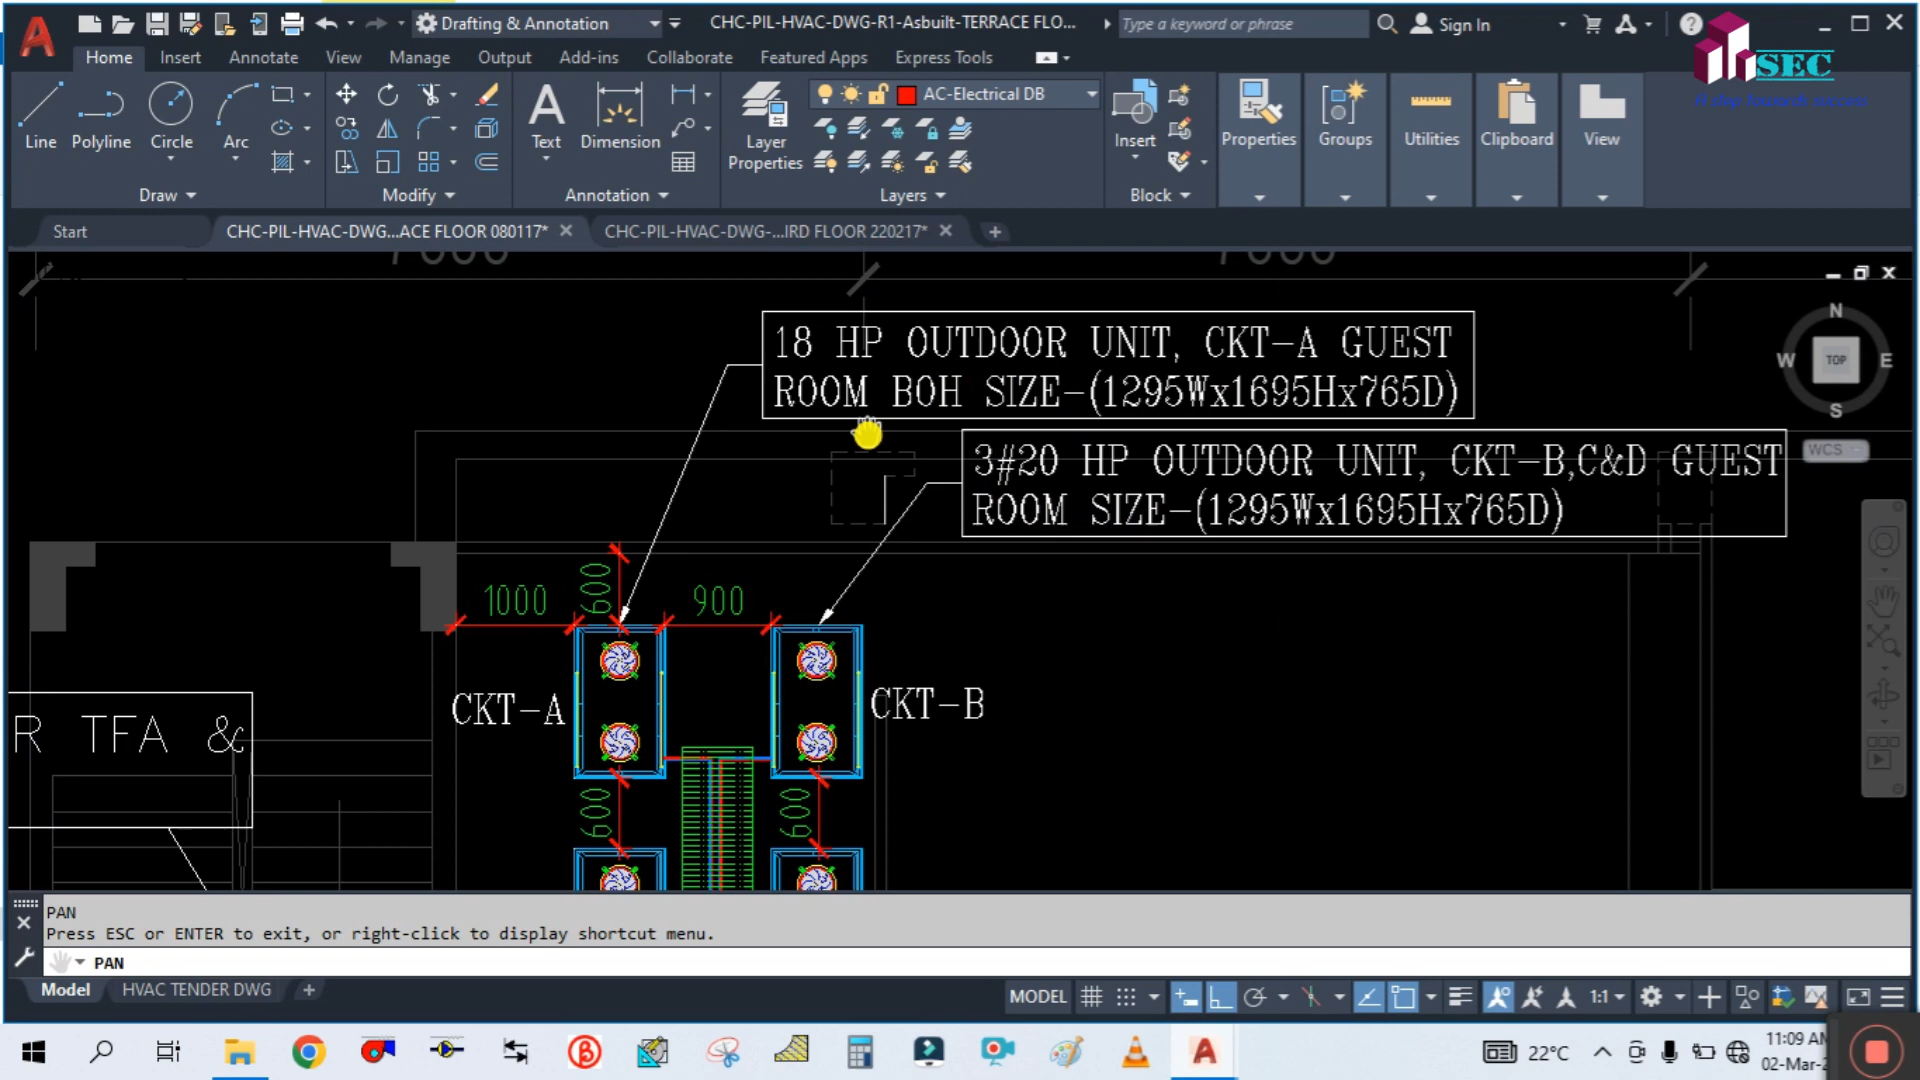 Drafting & Annotation
CHC-PIL-HVAC-DWG-R1-Asbuilt-TERRACE FLO...
Type a keyword or phrase
Sign In
SEC
A step towards success
Home Insert Annotate View Manage Output Add-ins Collaborate Featured Apps Express Tools
AC-Electrical DB
Line Polyline Circle Arc
Text Dimension
Layer
Properties
Insert
Properties Groups Utilities Clipboard View
Draw Modify Annotation Layers Block
Start
CHC-PIL-HVAC-DWG...ACE FLOOR 080117*
CHC-PIL-HVAC-DWG-...IRD FLOOR 220217*
18 HP OUTDOOR UNIT, CKT-A GUEST
ROOM BOH SIZE-(1295Wx1695Hx765D)
3#20 HP OUTDOOR UNIT, CKT-B,C&D GUEST
ROOM SIZE-(1295Wx1695Hx765D)
N
W TOP E
S
WCS
1000
600
900
CKT-A
CKT-B
R TFA &
600
600
PAN
Press ESC or ENTER to exit, or right-click to display shortcut menu.
PAN
Model HVAC TENDER DWG
MODEL
1:1
22°C
11:09 AM
02-Mar-2